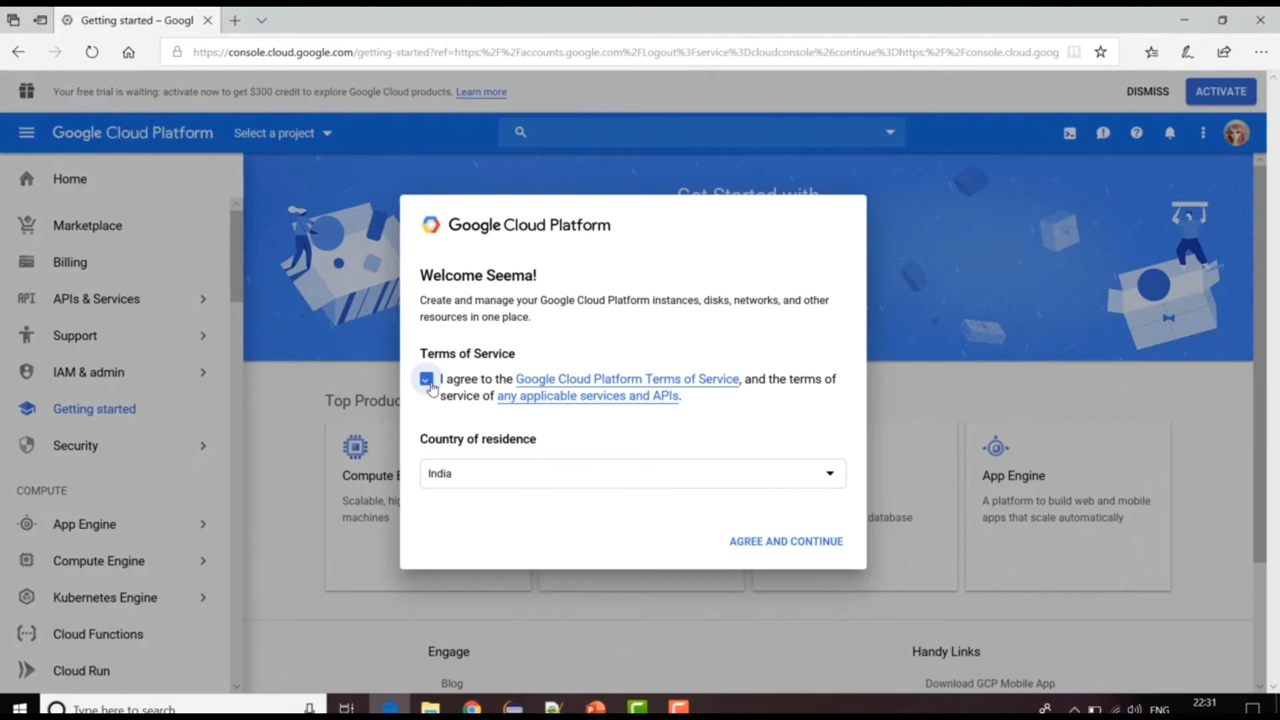 Getting started – Googl
https://console.cloud.google.com/getting-started?ref=https:%2F%2Faccounts.google.com%2FLogout%3Fservice%3Dcloudconsole%26continue%3Dhttps:%2F%2Fconsole.cloud.goog
Your free trial is waiting: activate now to get $300 credit to explore Google Cloud products. Learn more
DISMISS
ACTIVATE
Google Cloud Platform
Select a project
Home
Marketplace
Billing
API APIs & Services
Support
IAM & admin
Getting started
Security
COMPUTE
App Engine
Compute Engine
Kubernetes Engine
Cloud Functions
Cloud Run
Get Started with
Google Cloud Platform
Welcome Seema!
Create and manage your Google Cloud Platform instances, disks, networks, and other
resources in one place.
Terms of Service
I agree to the Google Cloud Platform Terms of Service, and the terms of
service of any applicable services and APIs.
Country of residence
India
AGREE AND CONTINUE
Top Produc
Compute E
Scalable, hig
machines
database
App Engine
A platform to build web and mobile
apps that scale automatically
Engage
Blog
Handy Links
Download GCP Mobile App
Type here to search
ENG
22:31